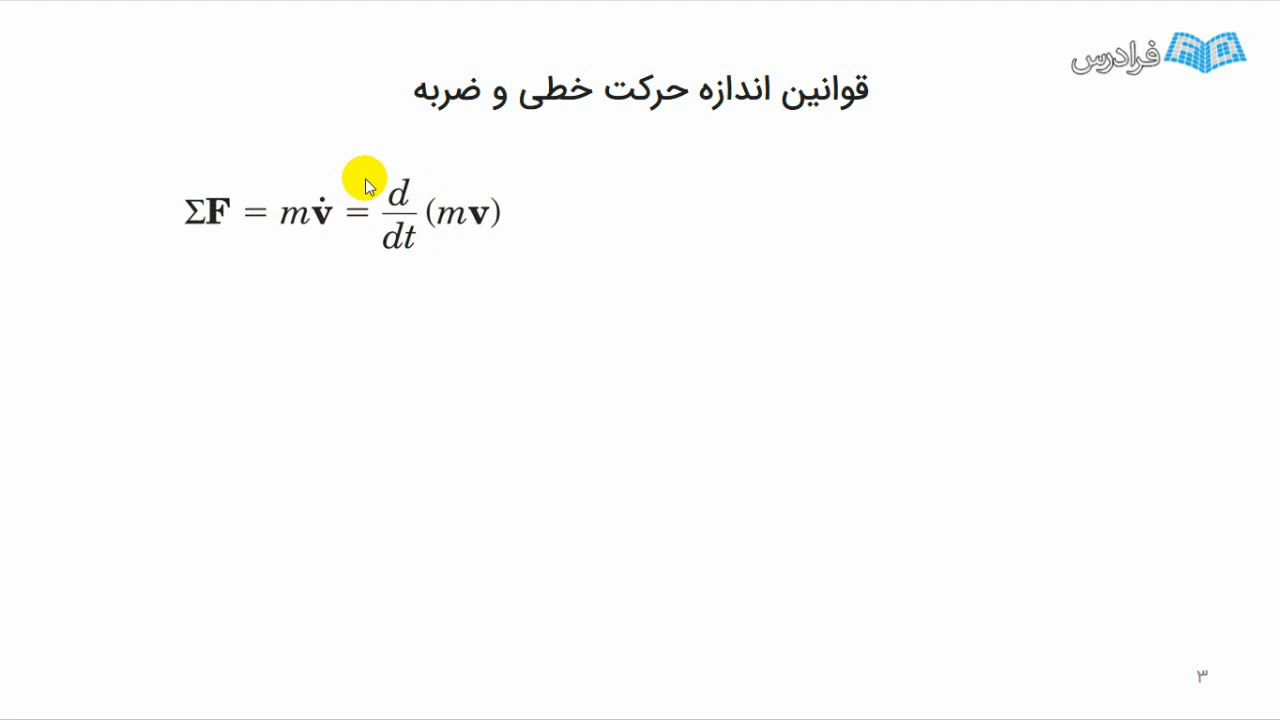 فرادرس
قوانین اندازه حرکت خطی و ضربه
ΣF = mv̇ = d/dt (mv)
۳